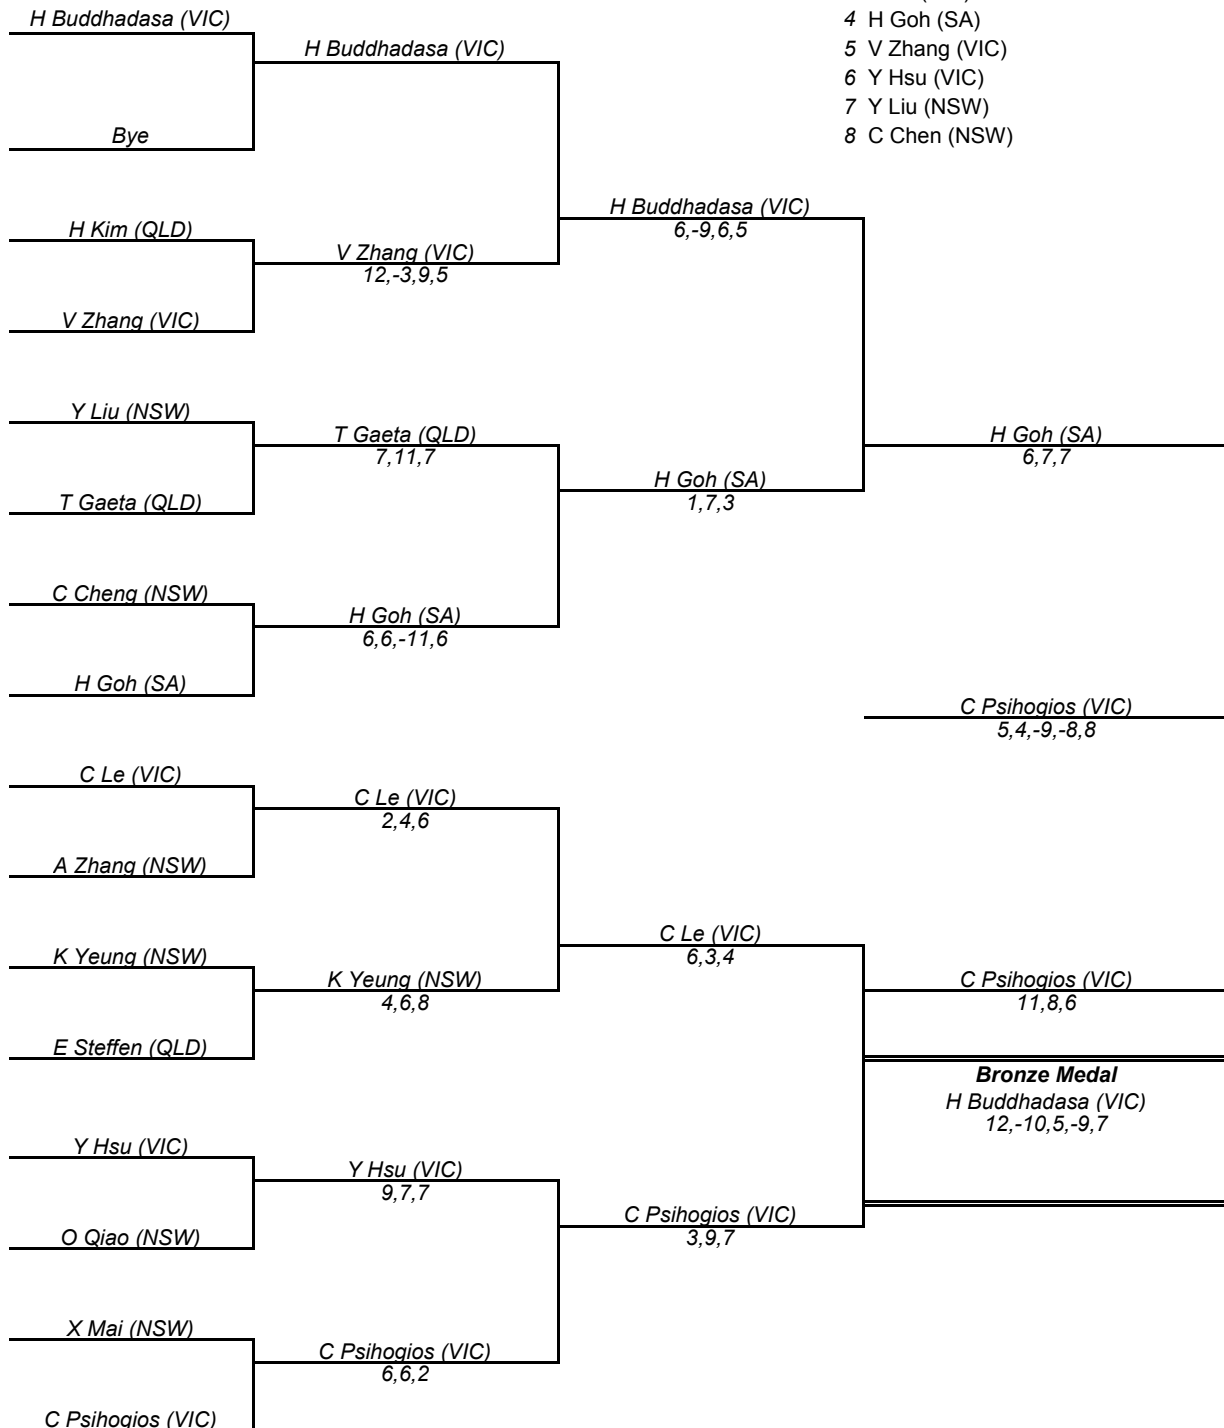 4 H Goh (SA)
5 V Zhang (VIC)
6 Y Hsu (VIC)
7 Y Liu (NSW)
8 C Chen (NSW)
H Buddhadasa (VIC)
Bye
H Kim (QLD)
V Zhang (VIC)
Y Liu (NSW)
T Gaeta (QLD)
C Cheng (NSW)
H Goh (SA)
C Le (VIC)
A Zhang (NSW)
K Yeung (NSW)
E Steffen (QLD)
Y Hsu (VIC)
O Qiao (NSW)
X Mai (NSW)
C Psihogios (VIC)
H Buddhadasa (VIC)
V Zhang (VIC)
12,-3,9,5
T Gaeta (QLD)
7,11,7
H Goh (SA)
6,6,-11,6
C Le (VIC)
2,4,6
K Yeung (NSW)
4,6,8
Y Hsu (VIC)
9,7,7
C Psihogios (VIC)
6,6,2
H Buddhadasa (VIC)
6,-9,6,5
H Goh (SA)
1,7,3
C Le (VIC)
6,3,4
C Psihogios (VIC)
3,9,7
H Goh (SA)
6,7,7
C Psihogios (VIC)
5,4,-9,-8,8
C Psihogios (VIC)
11,8,6
Bronze Medal
H Buddhadasa (VIC)
12,-10,5,-9,7